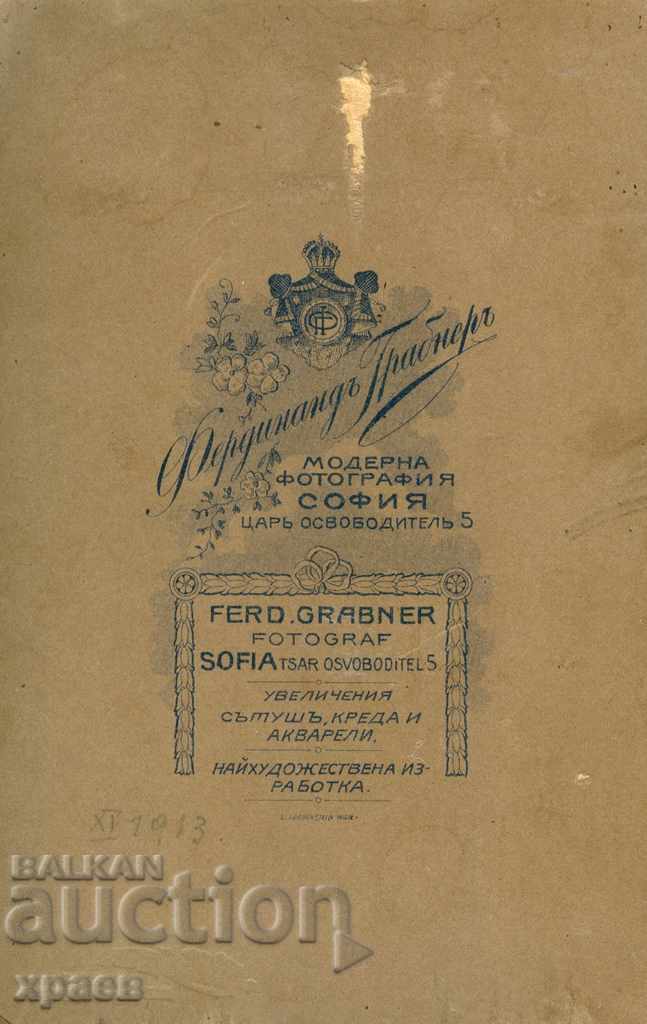 Фердинандъ Грабнеръ
МОДЕРНА
ФОТОГРАФИЯ
СОФИЯ
ЦАРЬ ОСВОБОДИТЕЛЬ 5
FERD. GRABNER
FOTOGRAF
SOFIA TSAR OSVOBODITEL 5
УВЕЛИЧЕНИЯ
СЪ ТУШЪ, КРЕДА И
АКВАРЕЛИ.
НАЙХУДОЖЕСТВЕНА ИЗ-
РАБОТКА.
XI 1913
BALKAN
auction
храев